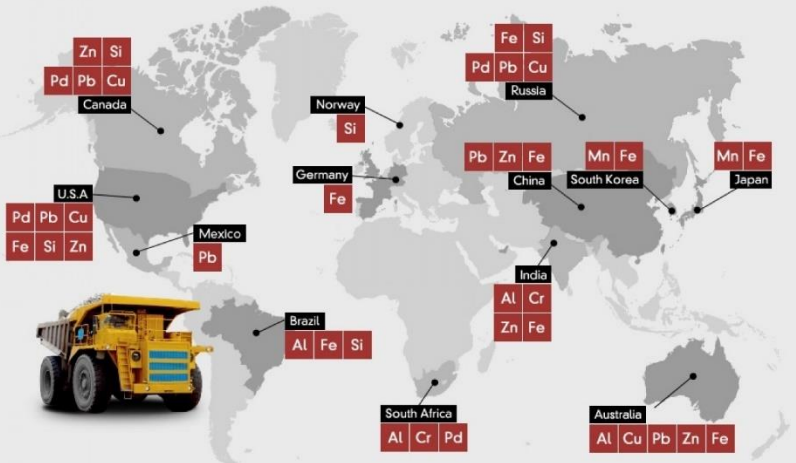 Zn Si
Pd Pb Cu
Canada
Fe Si
Pd Pb Cu
Russia
Norway
Si
Germany
Fe
Pb Zn Fe
China
Mn Fe
South Korea
Mn Fe
Japan
U.S.A
Pd Pb Cu
Fe Si Zn
Mexico
Pb
India
Al Cr
Zn Fe
Brazil
Al Fe Si
South Africa
Al Cr Pd
Australia
Al Cu Pb Zn Fe